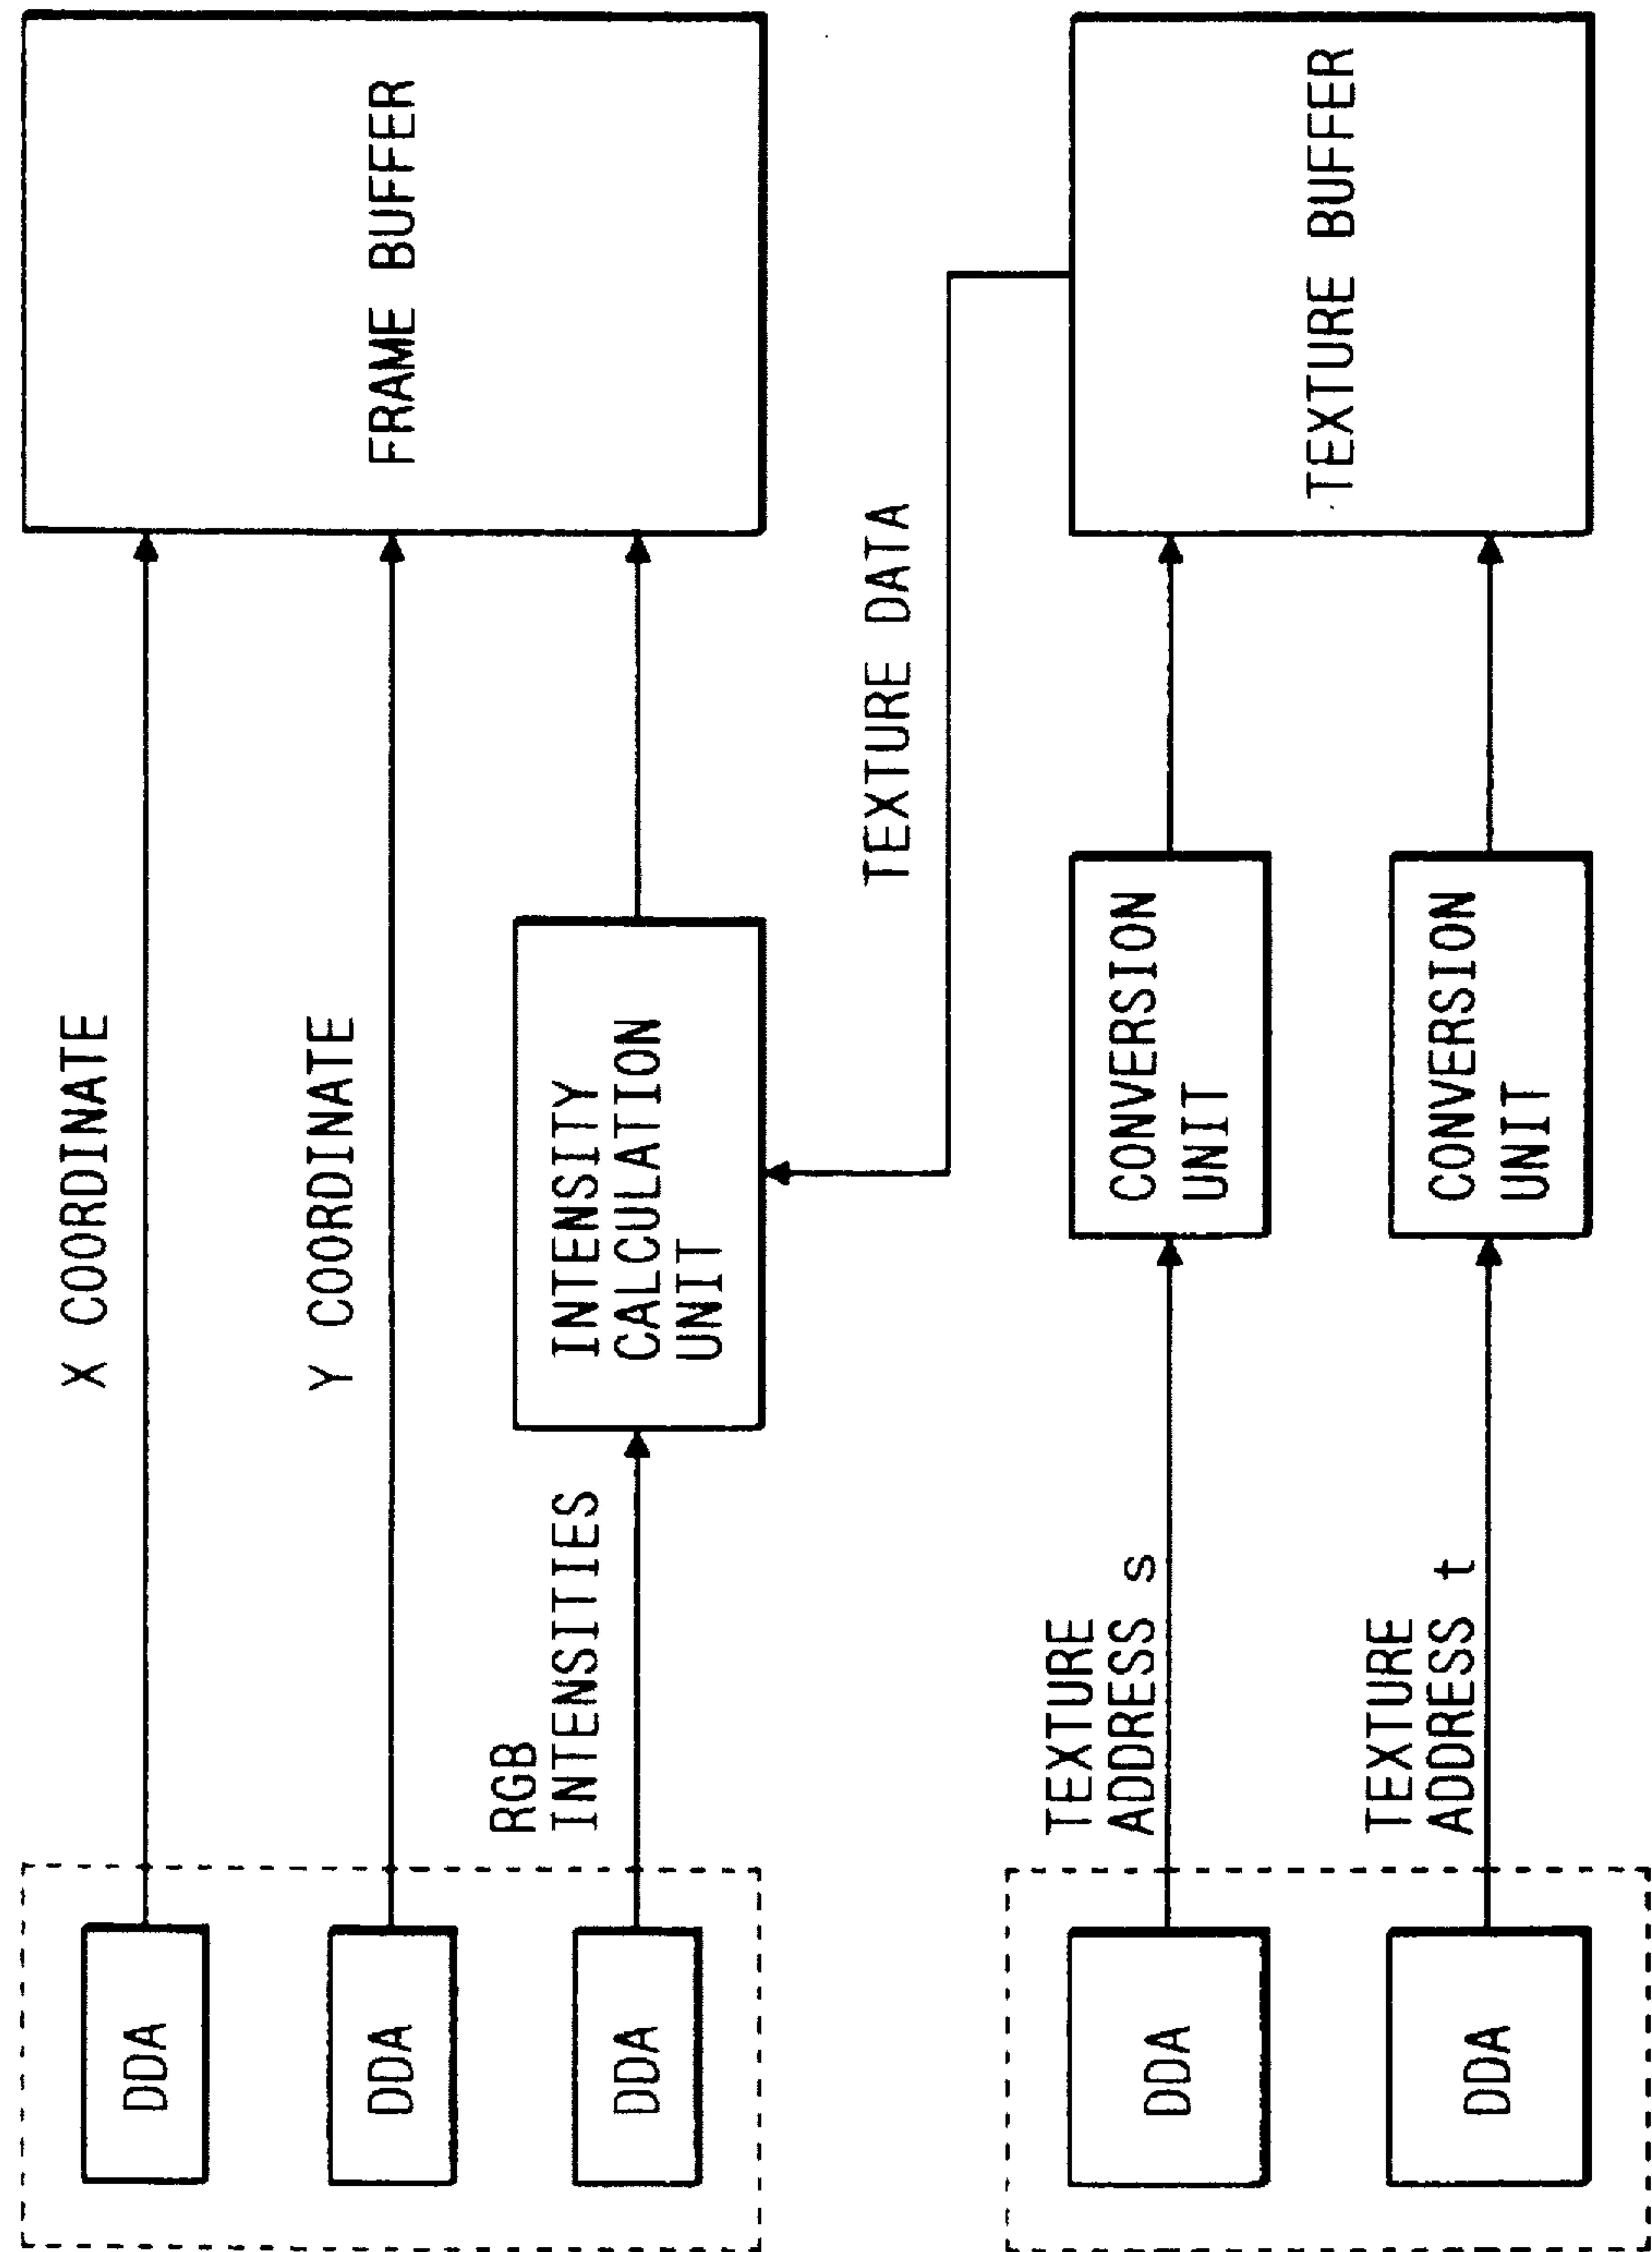 DDA
X COORDINATE
FRAME BUFFER
DDA
Y COORDINATE
DDA
RGB
INTENSITIES
INTENSITY
CALCULATION
UNIT
TEXTURE DATA
DDA
TEXTURE
ADDRESS s
CONVERSION
UNIT
TEXTURE BUFFER
DDA
TEXTURE
ADDRESS t
CONVERSION
UNIT